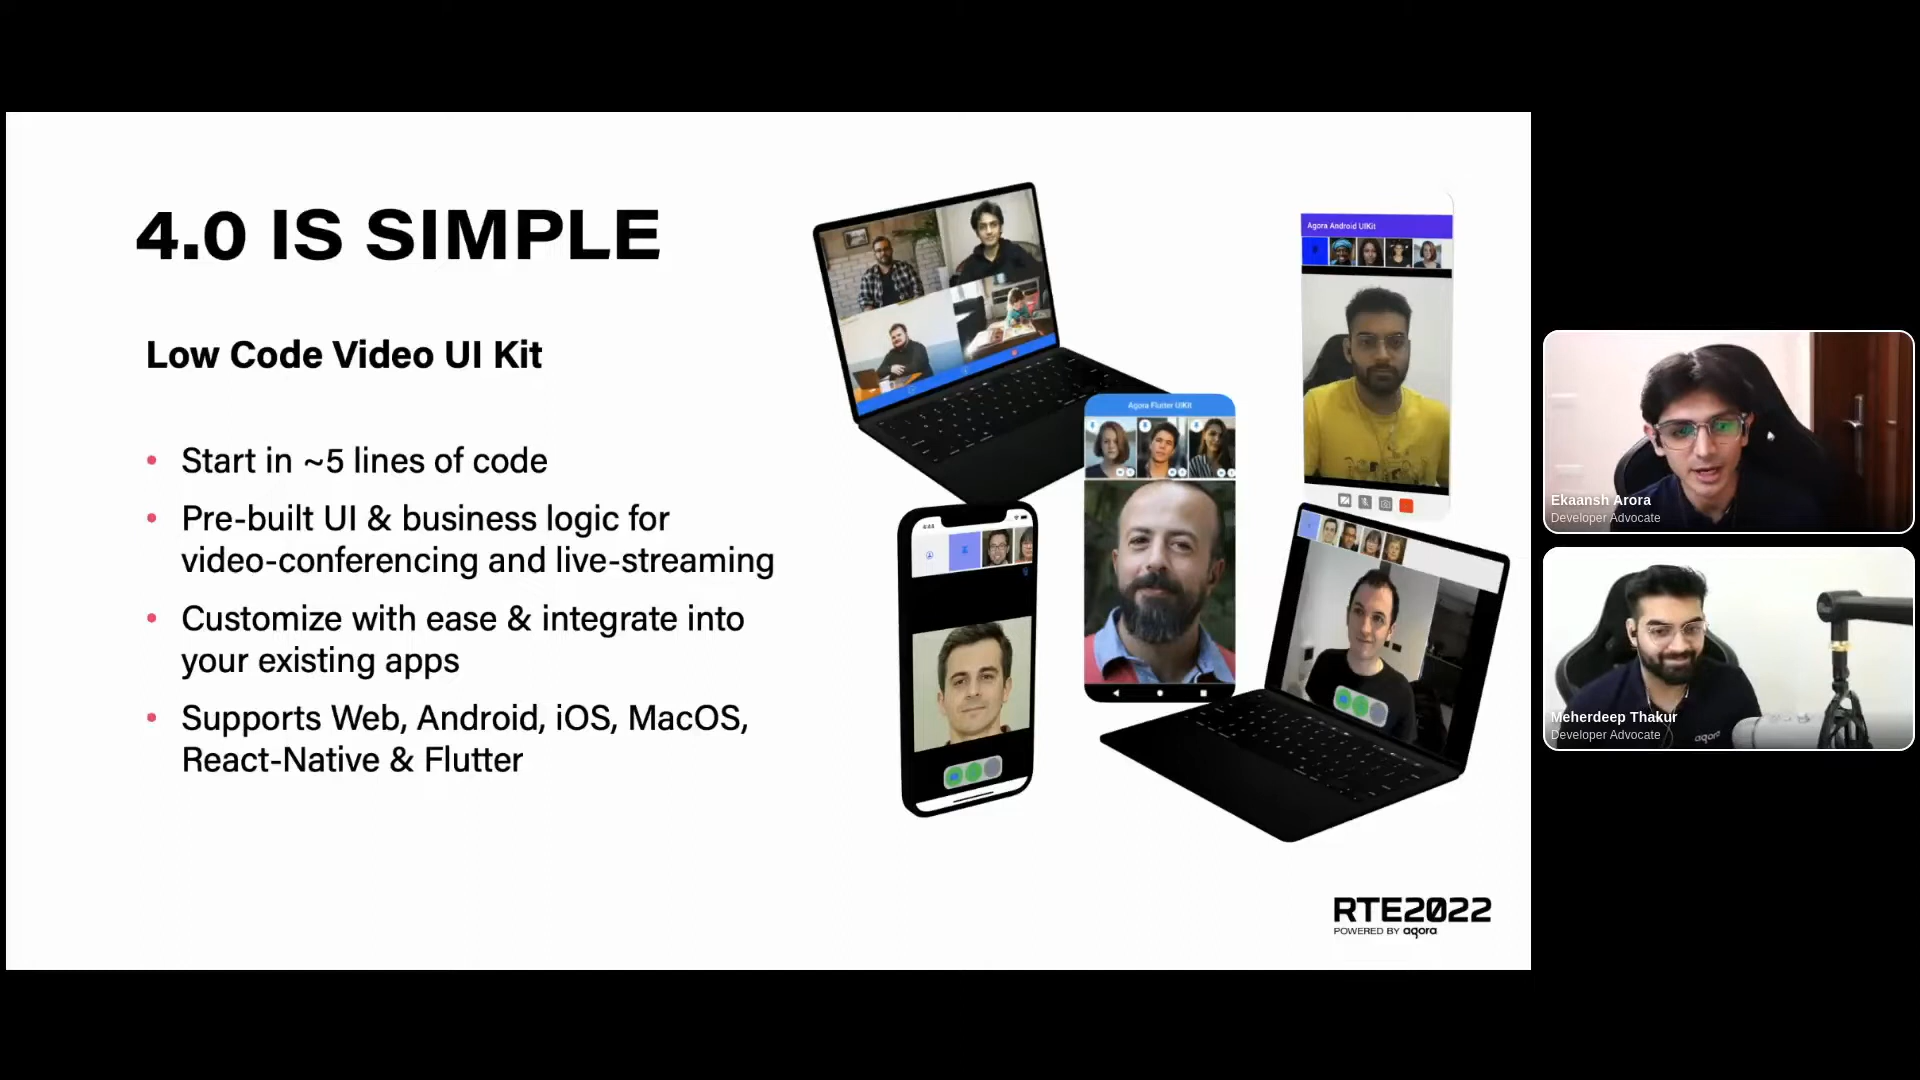 4.0 IS SIMPLE
Low Code Video UI Kit
• Start in ~5 lines of code
• Pre-built UI & business logic for
video-conferencing and live-streaming
• Customize with ease & integrate into
your existing apps
• Supports Web, Android, iOS, MacOS,
React-Native & Flutter
Agora Android UIKit
Agora Flutter UIKit
RTE2022
POWERED BY agora
Ekaansh Arora
Developer Advocate
Meherdeep Thakur
Developer Advocate
agora